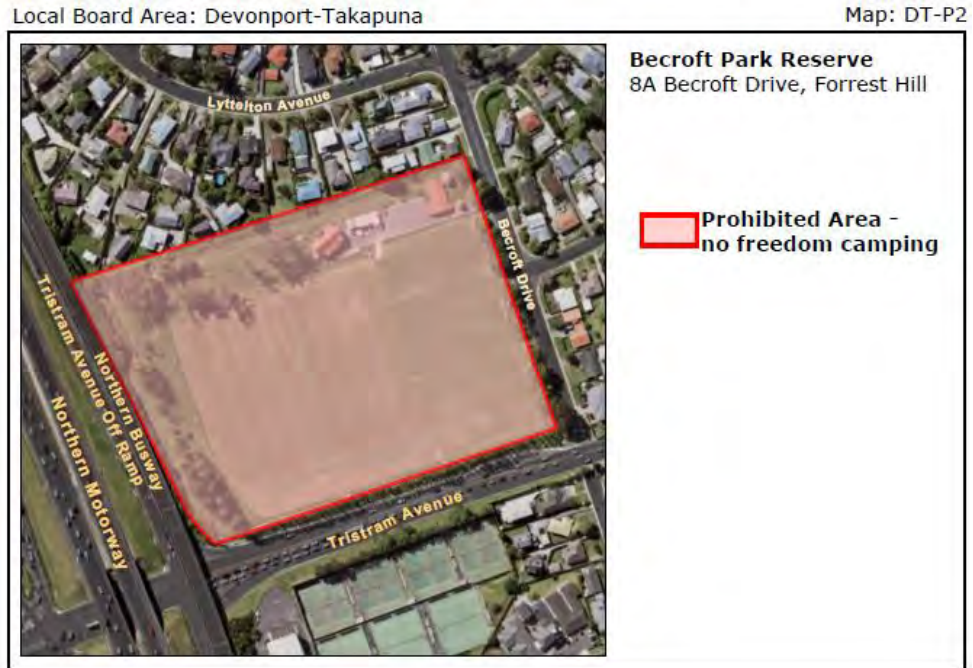 Local Board Area: Devonport-Takapuna
Map: DT-P2
Becroft Park Reserve
8A Becroft Drive, Forrest Hill
Prohibited Area -
no freedom camping
Lyttelton Avenue
Becroft Drive
Tristram Avenue Off Ramp
Northern Busway
Northern Motorway
Tristram Avenue